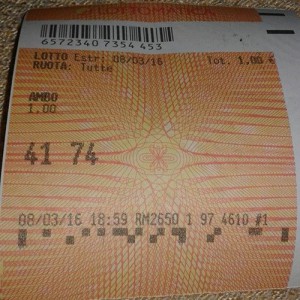 LOTTOMATICA
6572340 7354 453
LOTTO Estr: 08/03/16 Tot. 1,00 €
RUOTA: Tutte
AMBO
1,00
41 74
08/03/16 18:59 RM2650 1 97 4610 #1